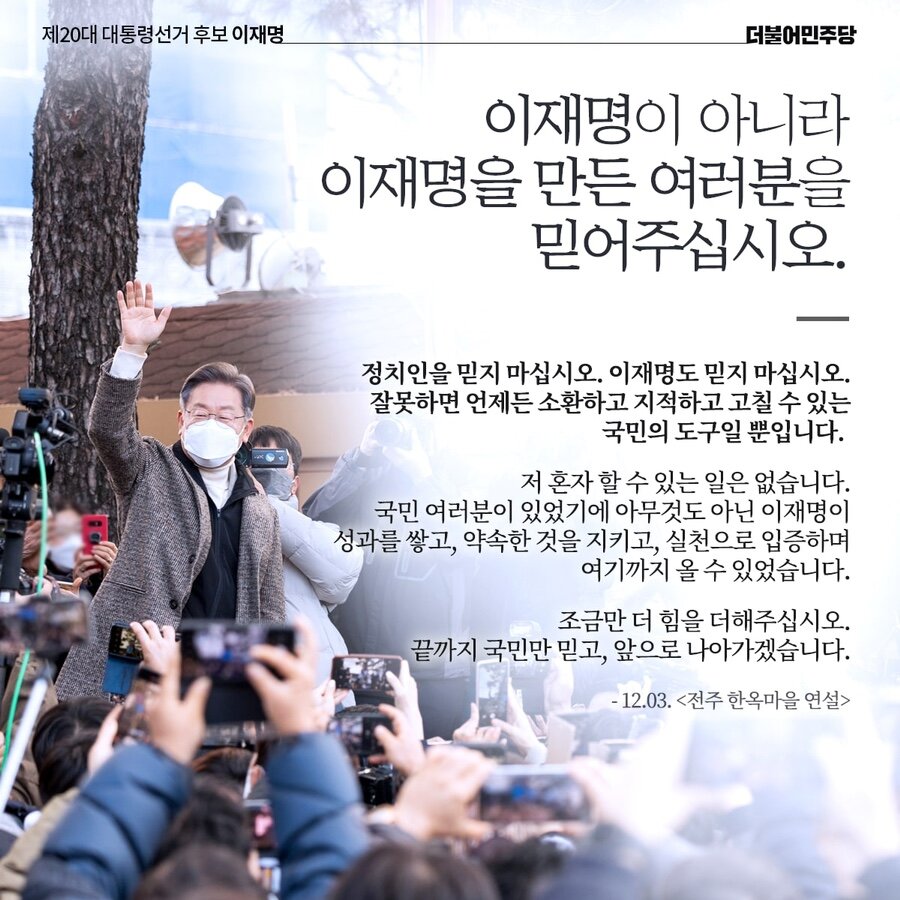 제20대 대통령선거 후보 이재명
더불어민주당
이재명이 아니라
이재명을 만든 여러분을
믿어주십시오.
정치인을 믿지 마십시오. 이재명도 믿지 마십시오.
잘못하면 언제든 소환하고 지적하고 고칠 수 있는
국민의 도구일 뿐입니다.
저 혼자 할 수 있는 일은 없습니다.
국민 여러분이 있었기에 아무것도 아닌 이재명이
성과를 쌓고, 약속한 것을 지키고, 실천으로 입증하며
여기까지 올 수 있었습니다.
조금만 더 힘을 더해주십시오.
끝까지 국민만 믿고, 앞으로 나아가겠습니다.
- 12.03. <전주 한옥마을 연설>